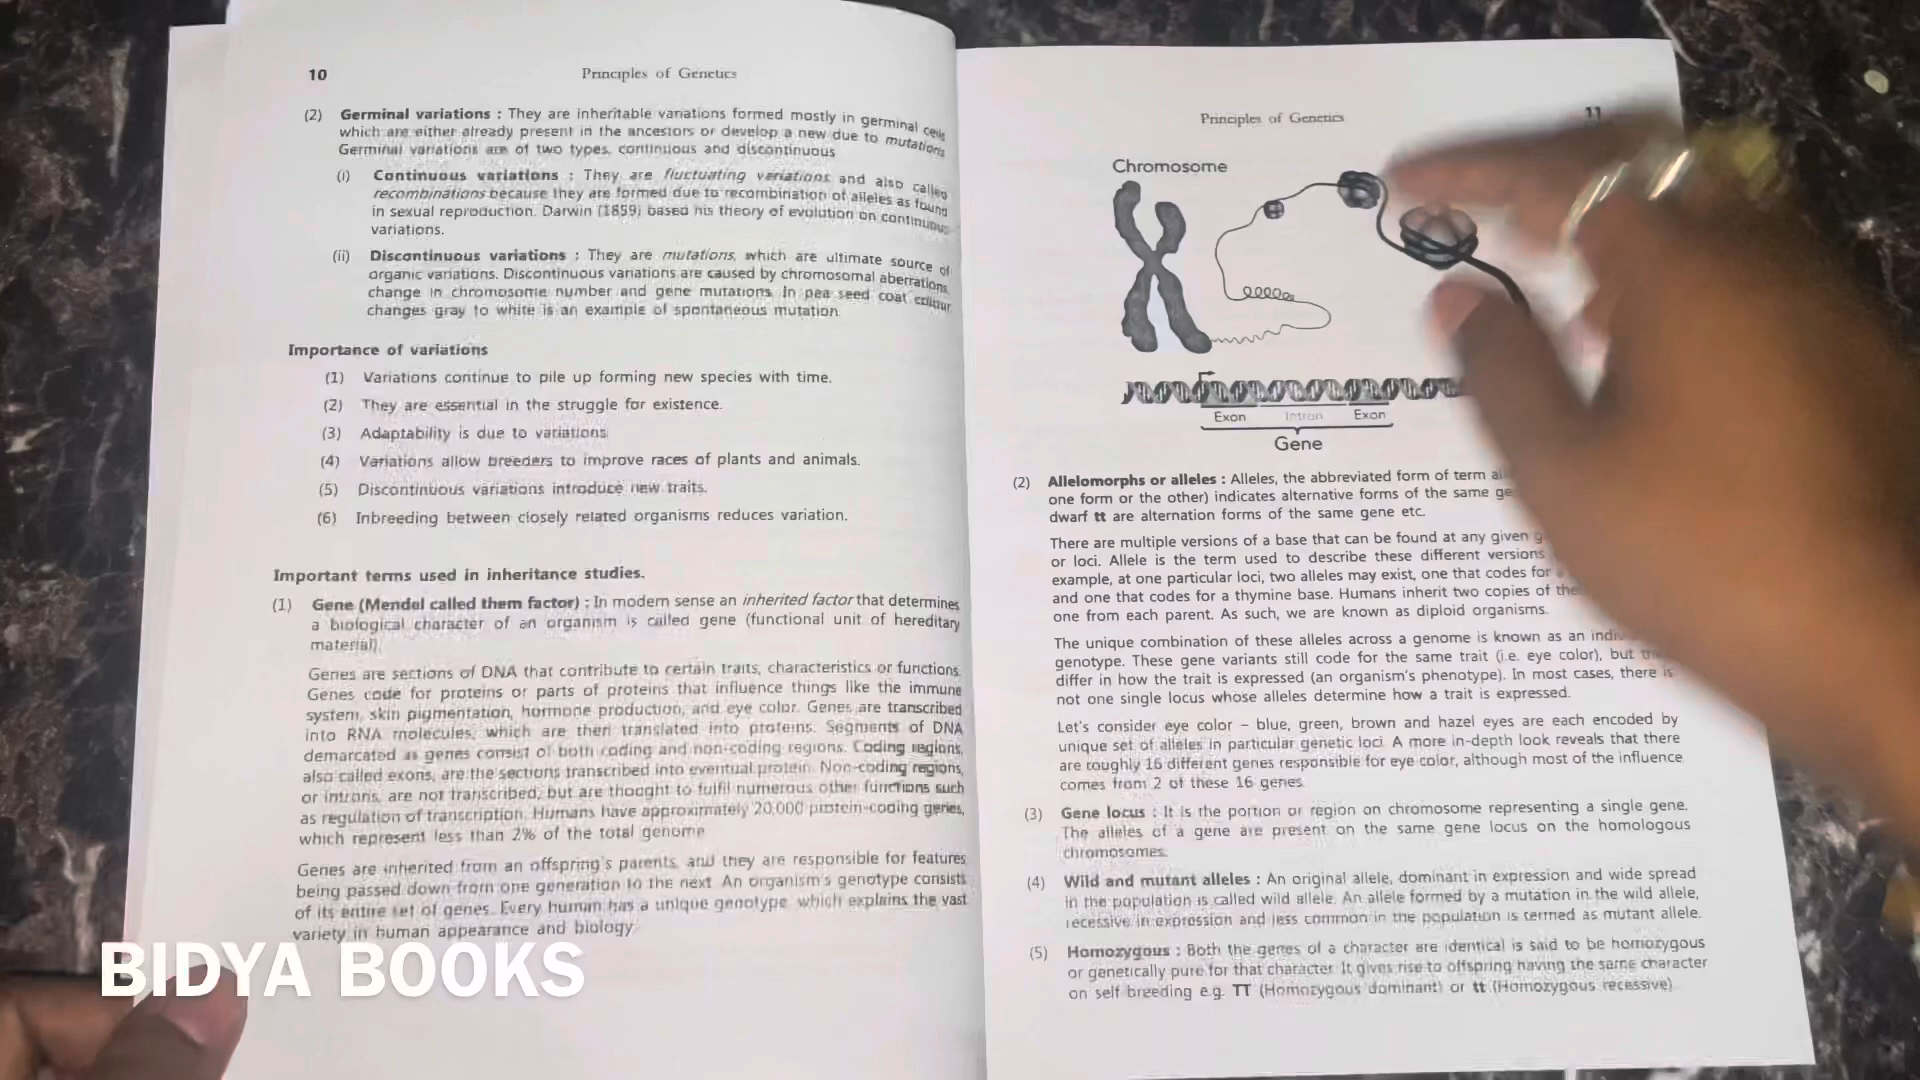 10
Principles of Genetics
(2) Germinal variations : They are inheritable variations formed mostly in germinal cells
which are either already present in the ancestors or develop a new due to mutations
Germinal variations are of two types, continuous and discontinuous
(i) Continuous variations : They are fluctuating variations and also called
recombinations because they are formed due to recombination of alleles as found
in sexual reproduction. Darwin (1859) based his theory of evolution on continuous
variations.
(ii) Discontinuous variations : They are mutations, which are ultimate source of
organic variations. Discontinuous variations are caused by chromosomal aberrations,
change in chromosome number and gene mutations. In pea seed coat colour
changes gray to white is an example of spontaneous mutation.
Importance of variations
(1) Variations continue to pile up forming new species with time.
(2) They are essential in the struggle for existence.
(3) Adaptability is due to variations.
(4) Variations allow breeders to improve races of plants and animals.
(5) Discontinuous variations introduce new traits.
(6) Inbreeding between closely related organisms reduces variation.
Important terms used in inheritance studies.
(1) Gene (Mendel called them factor) : In modern sense an inherited factor that determines
a biological character of an organism is called gene (functional unit of hereditary
material).
Genes are sections of DNA that contribute to certain traits, characteristics or functions.
Genes code for proteins or parts of proteins that influence things like the immune
system, skin pigmentation, hormone production, and eye color. Genes are transcribed
into RNA molecules, which are then translated into proteins. Segments of DNA
demarcated as genes consist of both coding and non-coding regions. Coding regions,
also called exons, are the sections transcribed into eventual protein. Non-coding regions,
or introns, are not transcribed, but are thought to fulfil numerous other functions such
as regulation of transcription. Humans have approximately 20,000 protein-coding genes,
which represent less than 2% of the total genome
Genes are inherited from an offspring's parents, and they are responsible for features
being passed down from one generation to the next. An organism's genotype consists
of its entire set of genes. Every human has a unique genotype, which explains the vast
variety in human appearance and biology
BIDYA BOOKS
Principles of Genetics
11
Chromosome
Exon Intron Exon
Gene
(2) Allelomorphs or alleles : Alleles, the abbreviated form of term
one form or the other) indicates alternative forms of the same
dwarf tt are alternation forms of the same gene etc.
There are multiple versions of a base that can be found at any given
or loci. Allele is the term used to describe these different versions
example, at one particular loci, two alleles may exist, one that codes for
and one that codes for a thymine base. Humans inherit two copies of
one from each parent. As such, we are known as diploid organisms.
The unique combination of these alleles across a genome is known as an
genotype. These gene variants still code for the same trait (i.e. eye color), but
differ in how the trait is expressed (an organism's phenotype). In most cases, there is
not one single locus whose alleles determine how a trait is expressed.
Let's consider eye color – blue, green, brown and hazel eyes are each encoded by
unique set of alleles in particular genetic loci. A more in-depth look reveals that there
are roughly 16 different genes responsible for eye color, although most of the influence
comes from 2 of these 16 genes.
(3) Gene locus : It is the portion or region on chromosome representing a single gene.
The alleles of a gene are present on the same gene locus on the homologous
chromosomes.
(4) Wild and mutant alleles : An original allele, dominant in expression and wide spread
in the population is called wild allele. An allele formed by a mutation in the wild allele,
recessive in expression and less common in the population is termed as mutant allele.
(5) Homozygous : Both the genes of a character are identical is said to be homozygous
or genetically pure for that character. It gives rise to offspring having the same character
on self breeding e.g. TT (Homozygous dominant) or tt (Homozygous recessive)